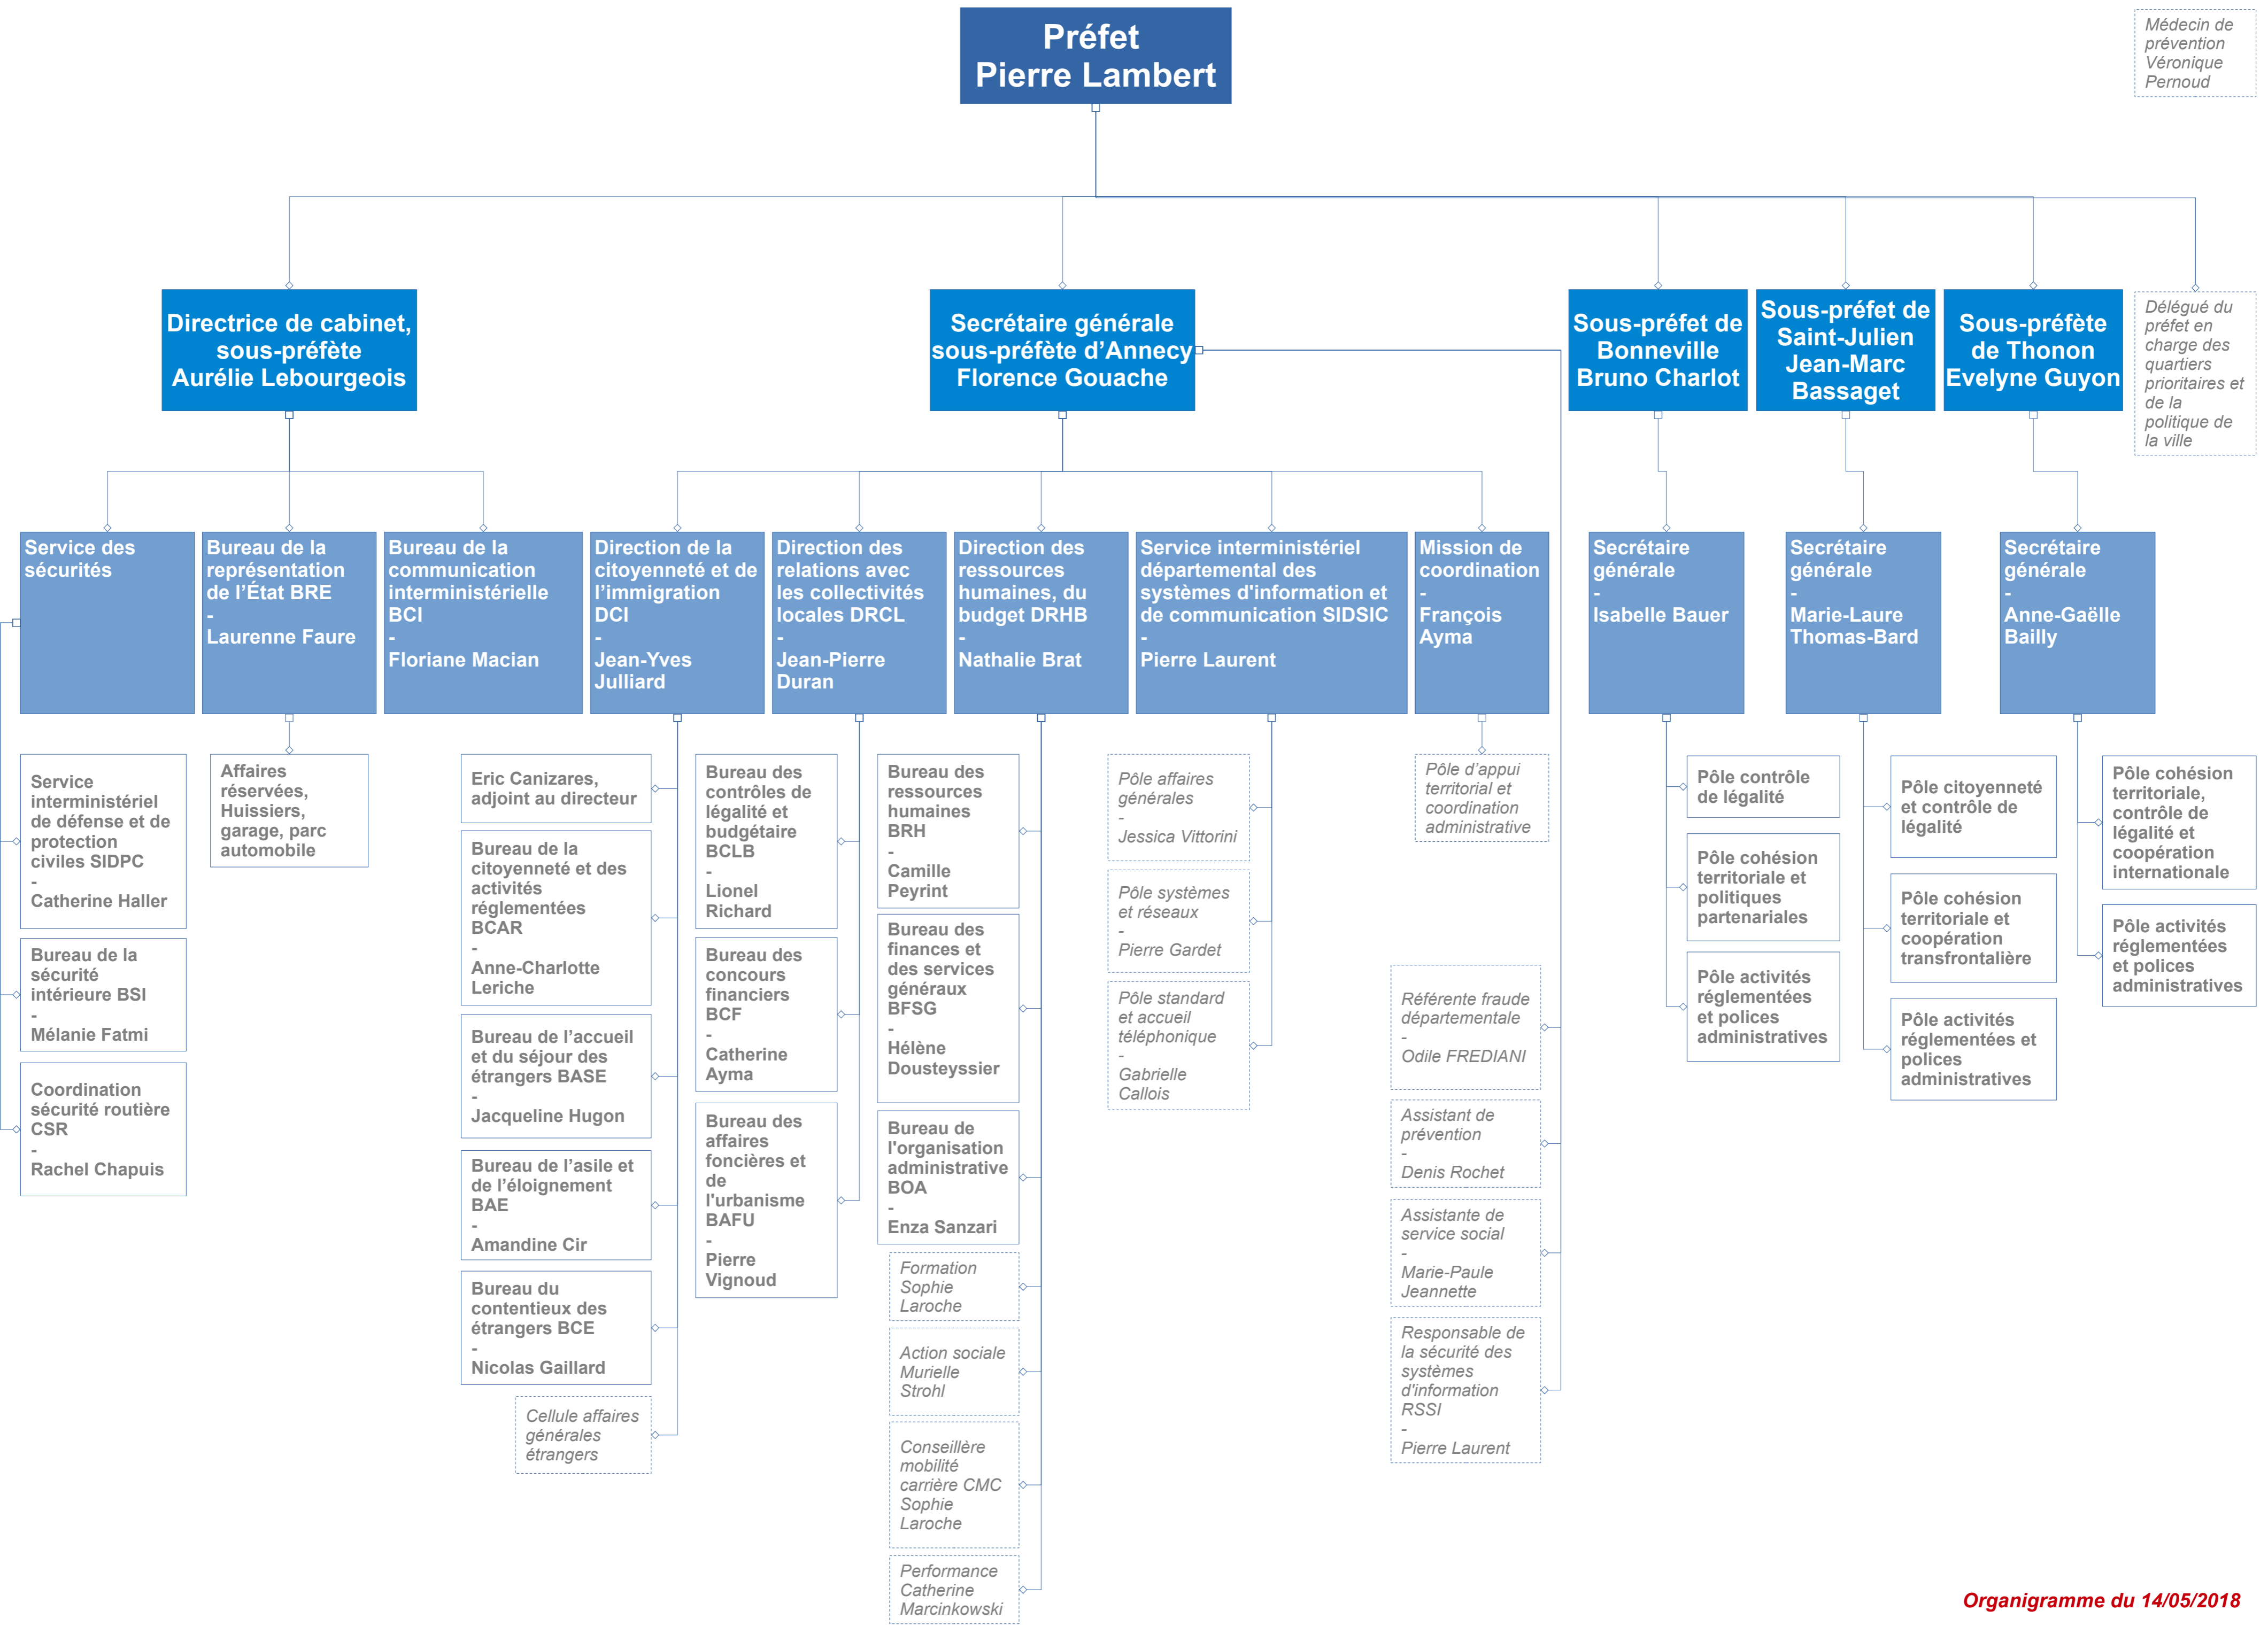 Préfet
Pierre Lambert
Médecin de
prévention
Véronique
Pernoud
Directrice de cabinet,
sous-préfète
Aurélie Lebourgeois
Secrétaire générale
sous-préfète d’Annecy
Florence Gouache
Sous-préfet de
Bonneville
Bruno Charlot
Sous-préfet de
Saint-Julien
Jean-Marc
Bassaget
Sous-préfète
de Thonon
Evelyne Guyon
Délégué du
préfet en
charge des
quartiers
prioritaires et
de la
politique de
la ville
Service des
sécurités
Bureau de la
représentation
de l’État BRE
-
Laurenne Faure
Bureau de la
communication
interministérielle
BCI
-
Floriane Macian
Direction de la
citoyenneté et de
l’immigration
DCI
-
Jean-Yves
Julliard
Direction des
relations avec
les collectivités
locales DRCL
-
Jean-Pierre
Duran
Direction des
ressources
humaines, du
budget DRHB
-
Nathalie Brat
Service interministériel
départemental des
systèmes d'information et
de communication SIDSIC
-
Pierre Laurent
Mission de
coordination
-
François
Ayma
Secrétaire
générale
-
Isabelle Bauer
Secrétaire
générale
-
Marie-Laure
Thomas-Bard
Secrétaire
générale
-
Anne-Gaëlle
Bailly
Service
interministériel
de défense et de
protection
civiles SIDPC
-
Catherine Haller
Bureau de la
sécurité
intérieure BSI
-
Mélanie Fatmi
Coordination
sécurité routière
CSR
-
Rachel Chapuis
Affaires
réservées,
Huissiers,
garage, parc
automobile
Eric Canizares,
adjoint au directeur
Bureau de la
citoyenneté et des
activités
réglementées
BCAR
-
Anne-Charlotte
Leriche
Bureau de l’accueil
et du séjour des
étrangers BASE
-
Jacqueline Hugon
Bureau de l’asile et
de l’éloignement
BAE
-
Amandine Cir
Bureau du
contentieux des
étrangers BCE
-
Nicolas Gaillard
Cellule affaires
générales
étrangers
Bureau des
contrôles de
légalité et
budgétaire
BCLB
-
Lionel
Richard
Bureau des
concours
financiers
BCF
-
Catherine
Ayma
Bureau des
affaires
foncières et
de
l'urbanisme
BAFU
-
Pierre
Vignoud
Bureau des
ressources
humaines
BRH
-
Camille
Peyrint
Bureau des
finances et
des services
généraux
BFSG
-
Hélène
Dousteyssier
Bureau de
l'organisation
administrative
BOA
-
Enza Sanzari
Formation
Sophie
Laroche
Action sociale
Murielle
Strohl
Conseillère
mobilité
carrière CMC
Sophie
Laroche
Performance
Catherine
Marcinkowski
Pôle affaires
générales
-
Jessica Vittorini
Pôle systèmes
et réseaux
-
Pierre Gardet
Pôle standard
et accueil
téléphonique
-
Gabrielle
Callois
Pôle d’appui
territorial et
coordination
administrative
Référente fraude
départementale
-
Odile FREDIANI
Assistant de
prévention
-
Denis Rochet
Assistante de
service social
-
Marie-Paule
Jeannette
Responsable de
la sécurité des
systèmes
d'information
RSSI
-
Pierre Laurent
Pôle contrôle
de légalité
Pôle cohésion
territoriale et
politiques
partenariales
Pôle activités
réglementées
et polices
administratives
Pôle citoyenneté
et contrôle de
légalité
Pôle cohésion
territoriale et
coopération
transfrontalière
Pôle activités
réglementées et
polices
administratives
Pôle cohésion
territoriale,
contrôle de
légalité et
coopération
internationale
Pôle activités
réglementées
et polices
administratives
Organigramme du 14/05/2018